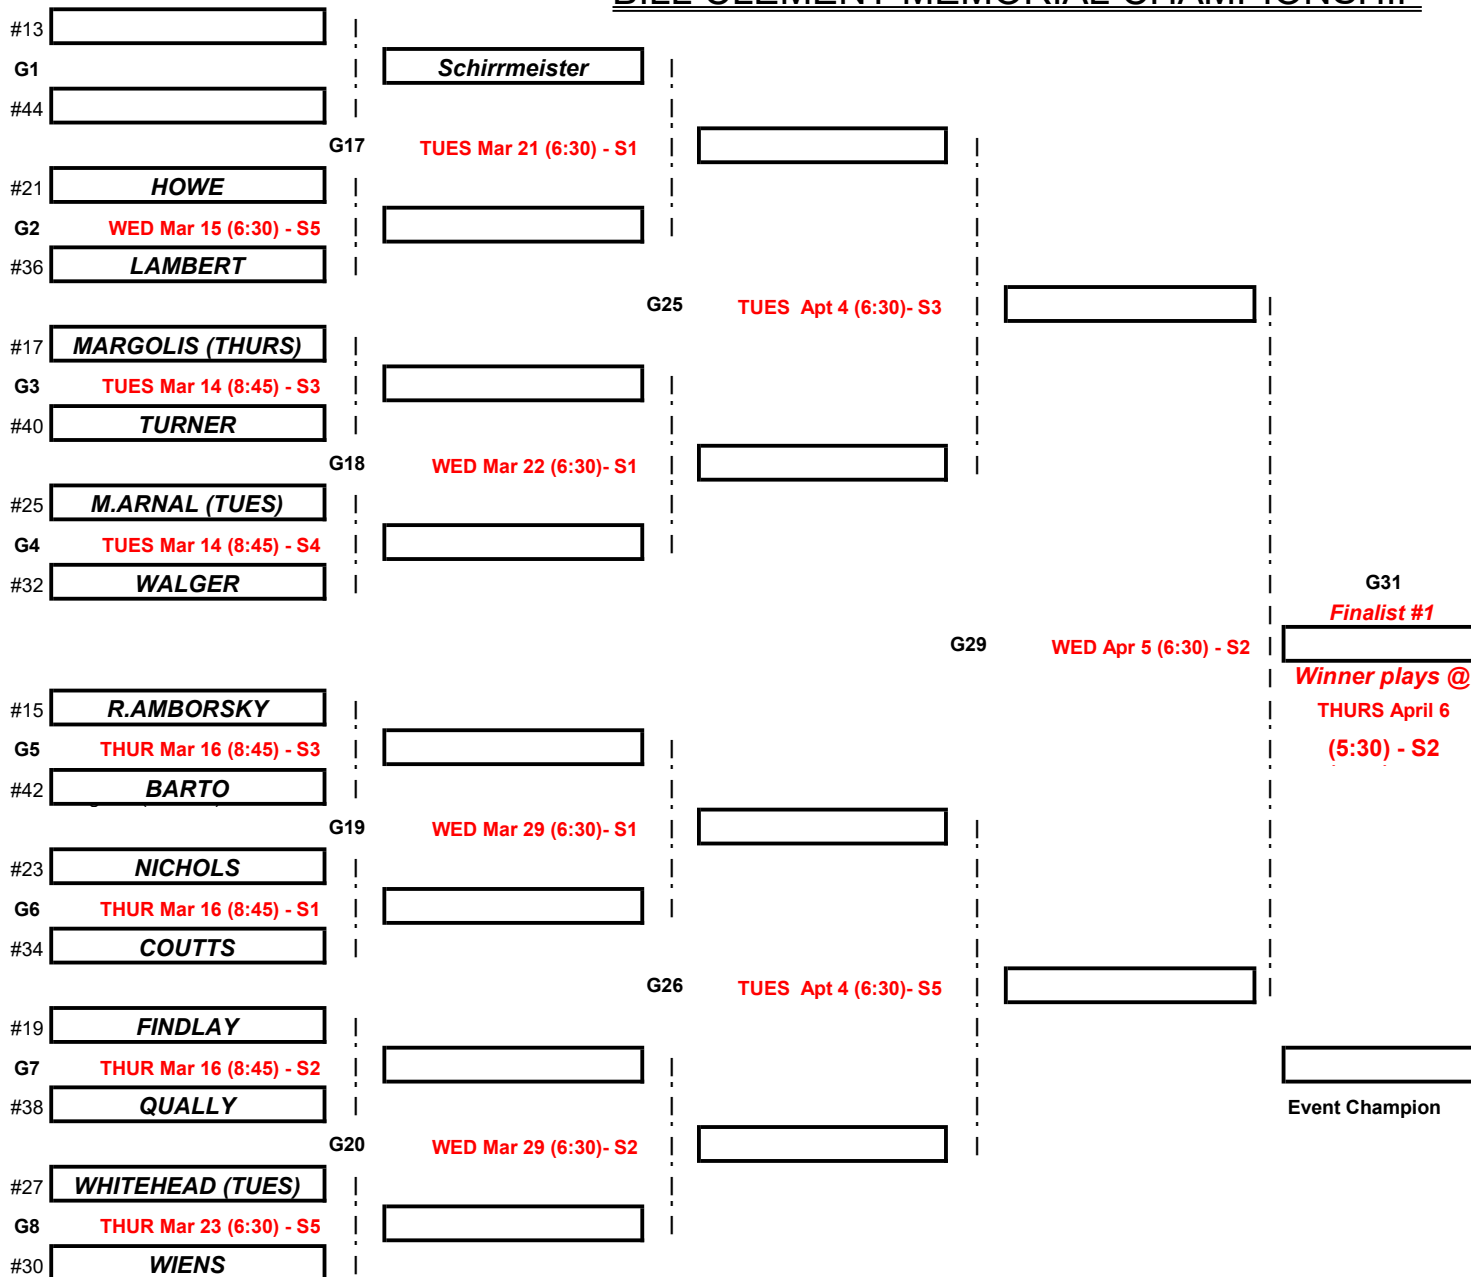 BILL CLEMENT MEMORIAL CHAMPIONSHIP
#13
G1
Schirrmeister
#44
G17
TUES Mar 21 (6:30) - S1
#21
HOWE
G2
WED Mar 15 (6:30) - S5
#36
LAMBERT
G25
TUES  Apt 4 (6:30)- S3
#17
MARGOLIS (THURS)
G3
TUES Mar 14 (8:45) - S3
#40
TURNER
G18
WED Mar 22 (6:30)- S1
#25
M.ARNAL (TUES)
G4
TUES Mar 14 (8:45) - S4
#32
WALGER
G31
Finalist #1
G29
WED Apr 5 (6:30) - S2
Winner plays @
THURS April 6
(5:30) - S2
#15
R.AMBORSKY
G5
THUR Mar 16 (8:45) - S3
#42
BARTO
G19
WED Mar 29 (6:30)- S1
#23
NICHOLS
G6
THUR Mar 16 (8:45) - S1
#34
COUTTS
G26
TUES  Apt 4 (6:30)- S5
#19
FINDLAY
G7
THUR Mar 16 (8:45) - S2
#38
QUALLY
Event Champion
G20
WED Mar 29 (6:30)- S2
#27
WHITEHEAD (TUES)
G8
THUR Mar 23 (6:30) - S5
#30
WIENS